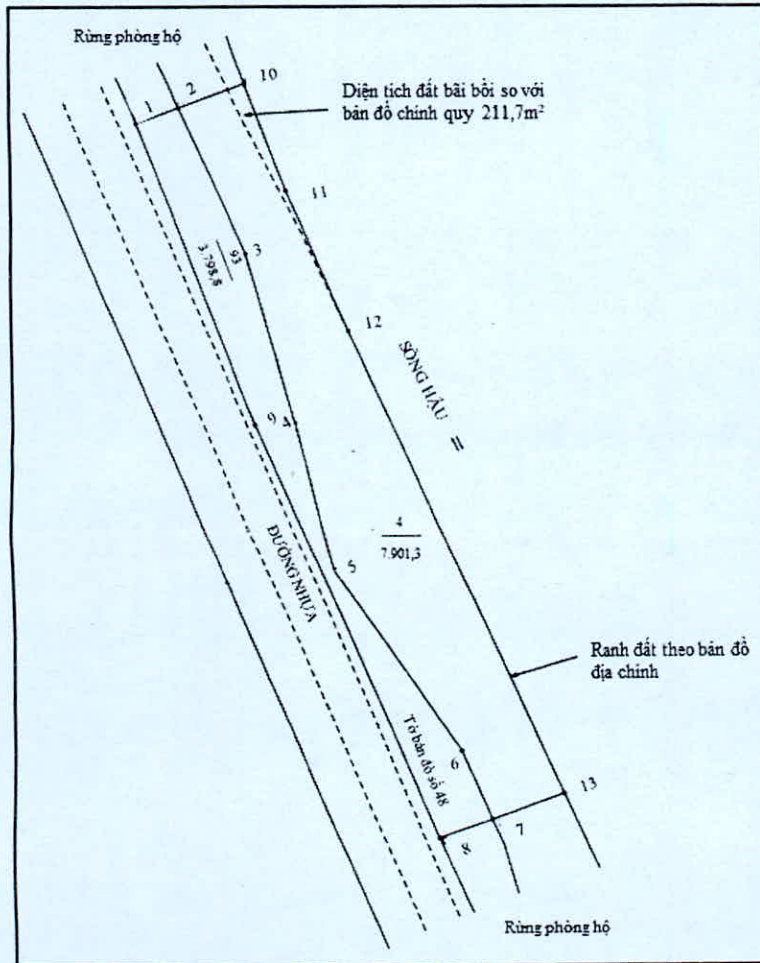 Rừng phòng hộ
1
2
10
Diện tích đất bãi bồi so với
bản đồ chính quy 211,7m²
11
3
93
3.798,8
12
SÔNG HẬU
9
4
4
7.901,3
5
ĐƯỜNG NHỰA
Ranh đất theo bản đồ
địa chính
Tờ bản đồ số 48
6
13
7
8
Rừng phòng hộ